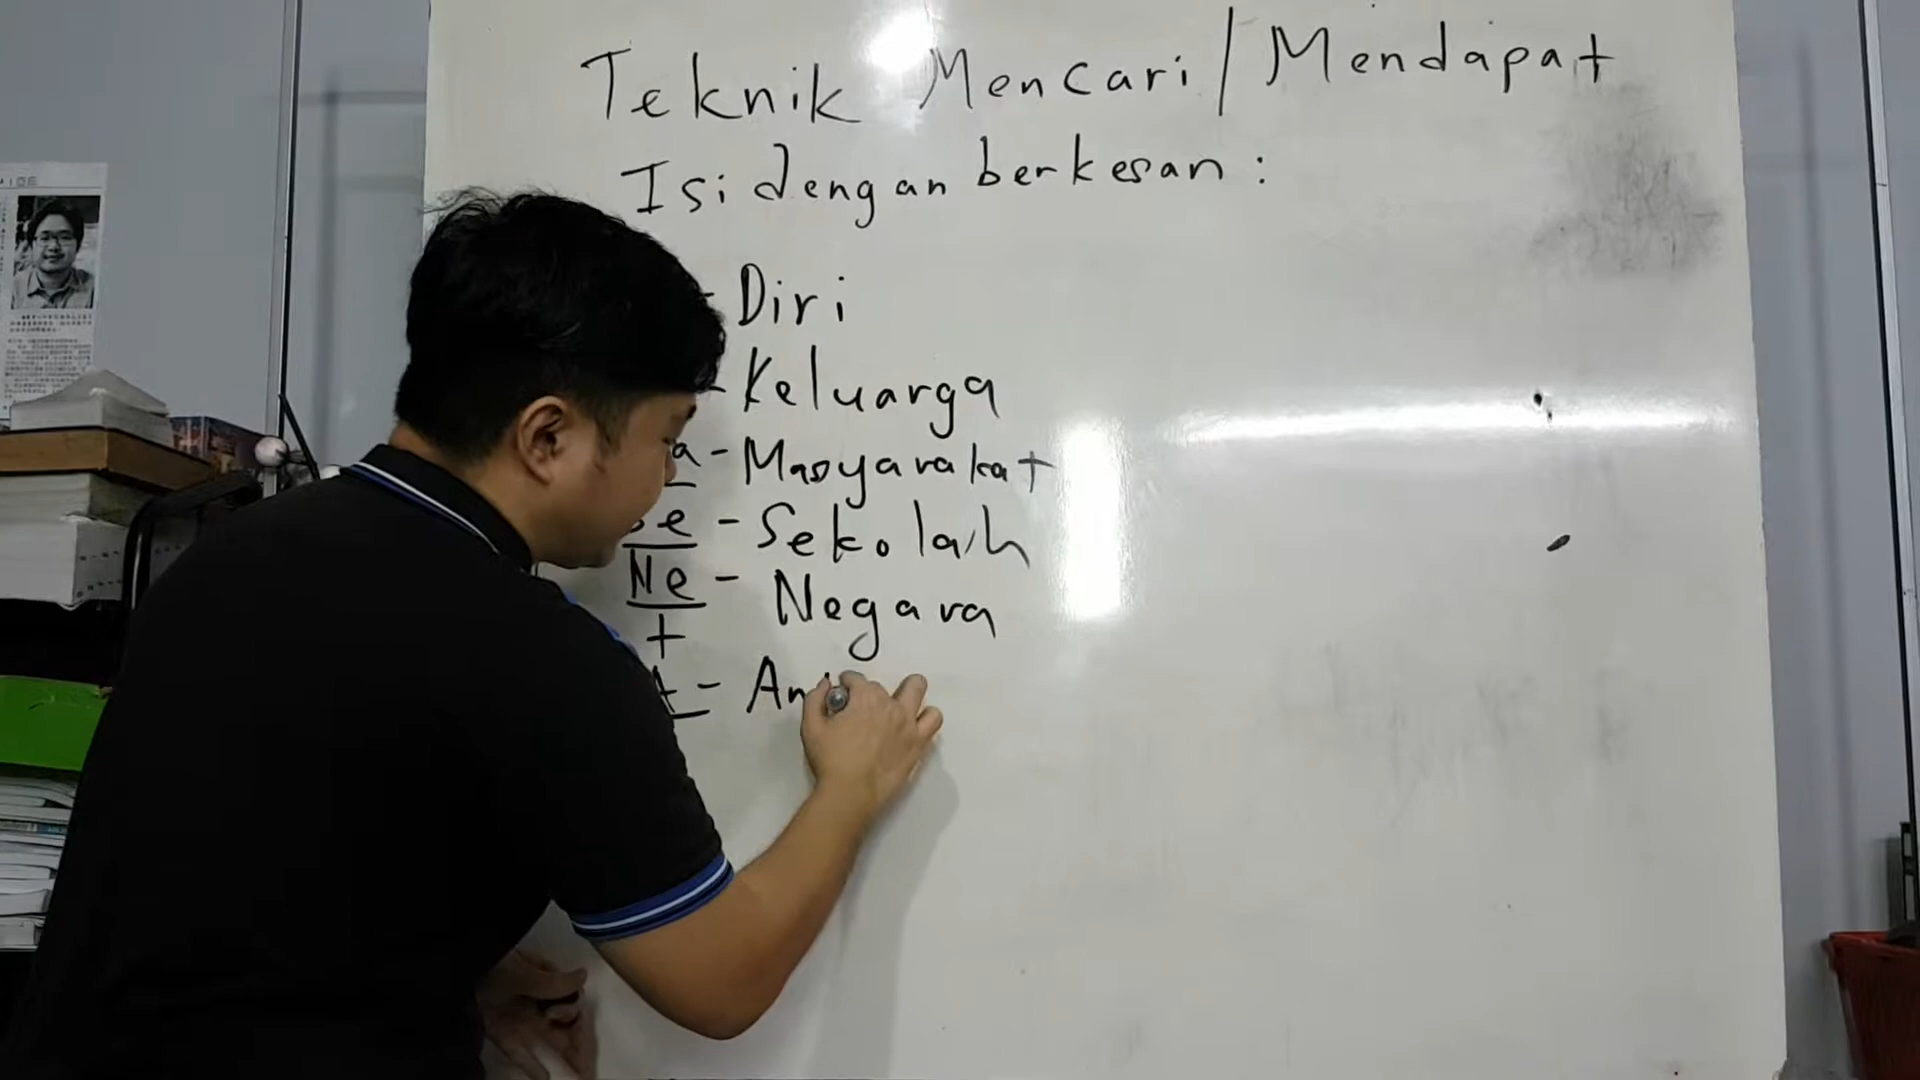 Teknik Mencari / Mendapat
Isi dengan berkesan :
- Diri
- Keluarga
a - Masyarakat
Se - Sekolah
Ne - Negara
+
A - An